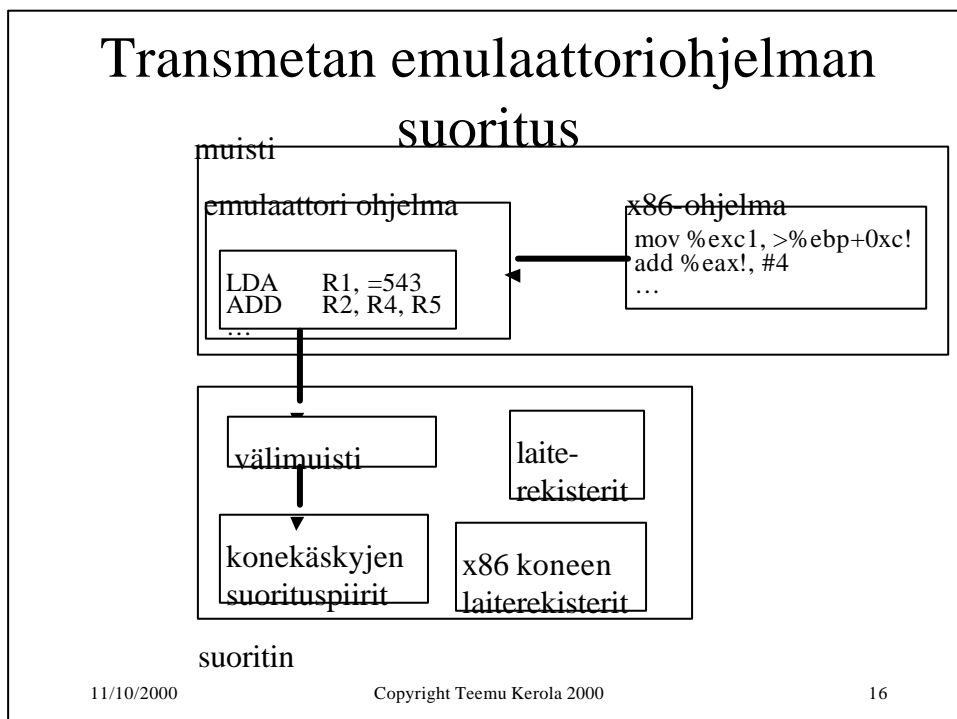 Transmetan emulaattoriohjelman
suoritus
muisti
emulaattori ohjelma
x86-ohjelma
mov %exc1, >%ebp+0xc!
add %eax!, #4
…
LDA R1, =543
ADD R2, R4, R5
…
välimuisti
laite-
rekisterit
konekäskyjen
suorituspiirit
x86 koneen
laiterekisterit
suoritin
11/10/2000 Copyright Teemu Kerola 2000 16